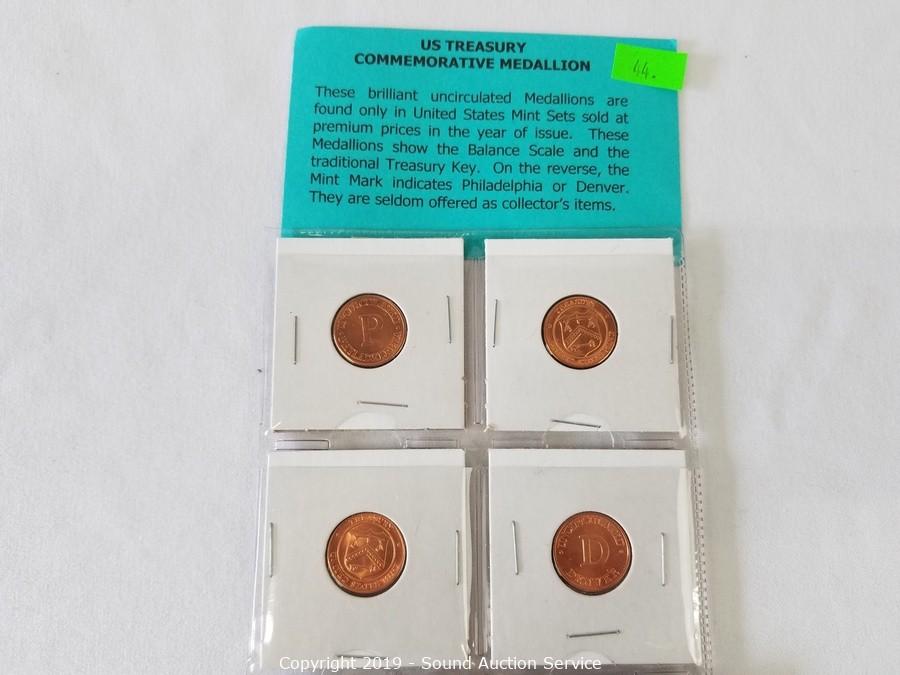 US TREASURY
COMMEMORATIVE MEDALLION
44.
These brilliant uncirculated Medallions are
found only in United States Mint Sets sold at
premium prices in the year of issue. These
Medallions show the Balance Scale and the
traditional Treasury Key. On the reverse, the
Mint Mark indicates Philadelphia or Denver.
They are seldom offered as collector's items.
P
D
DENVER
Copyright 2019 - Sound Auction Service